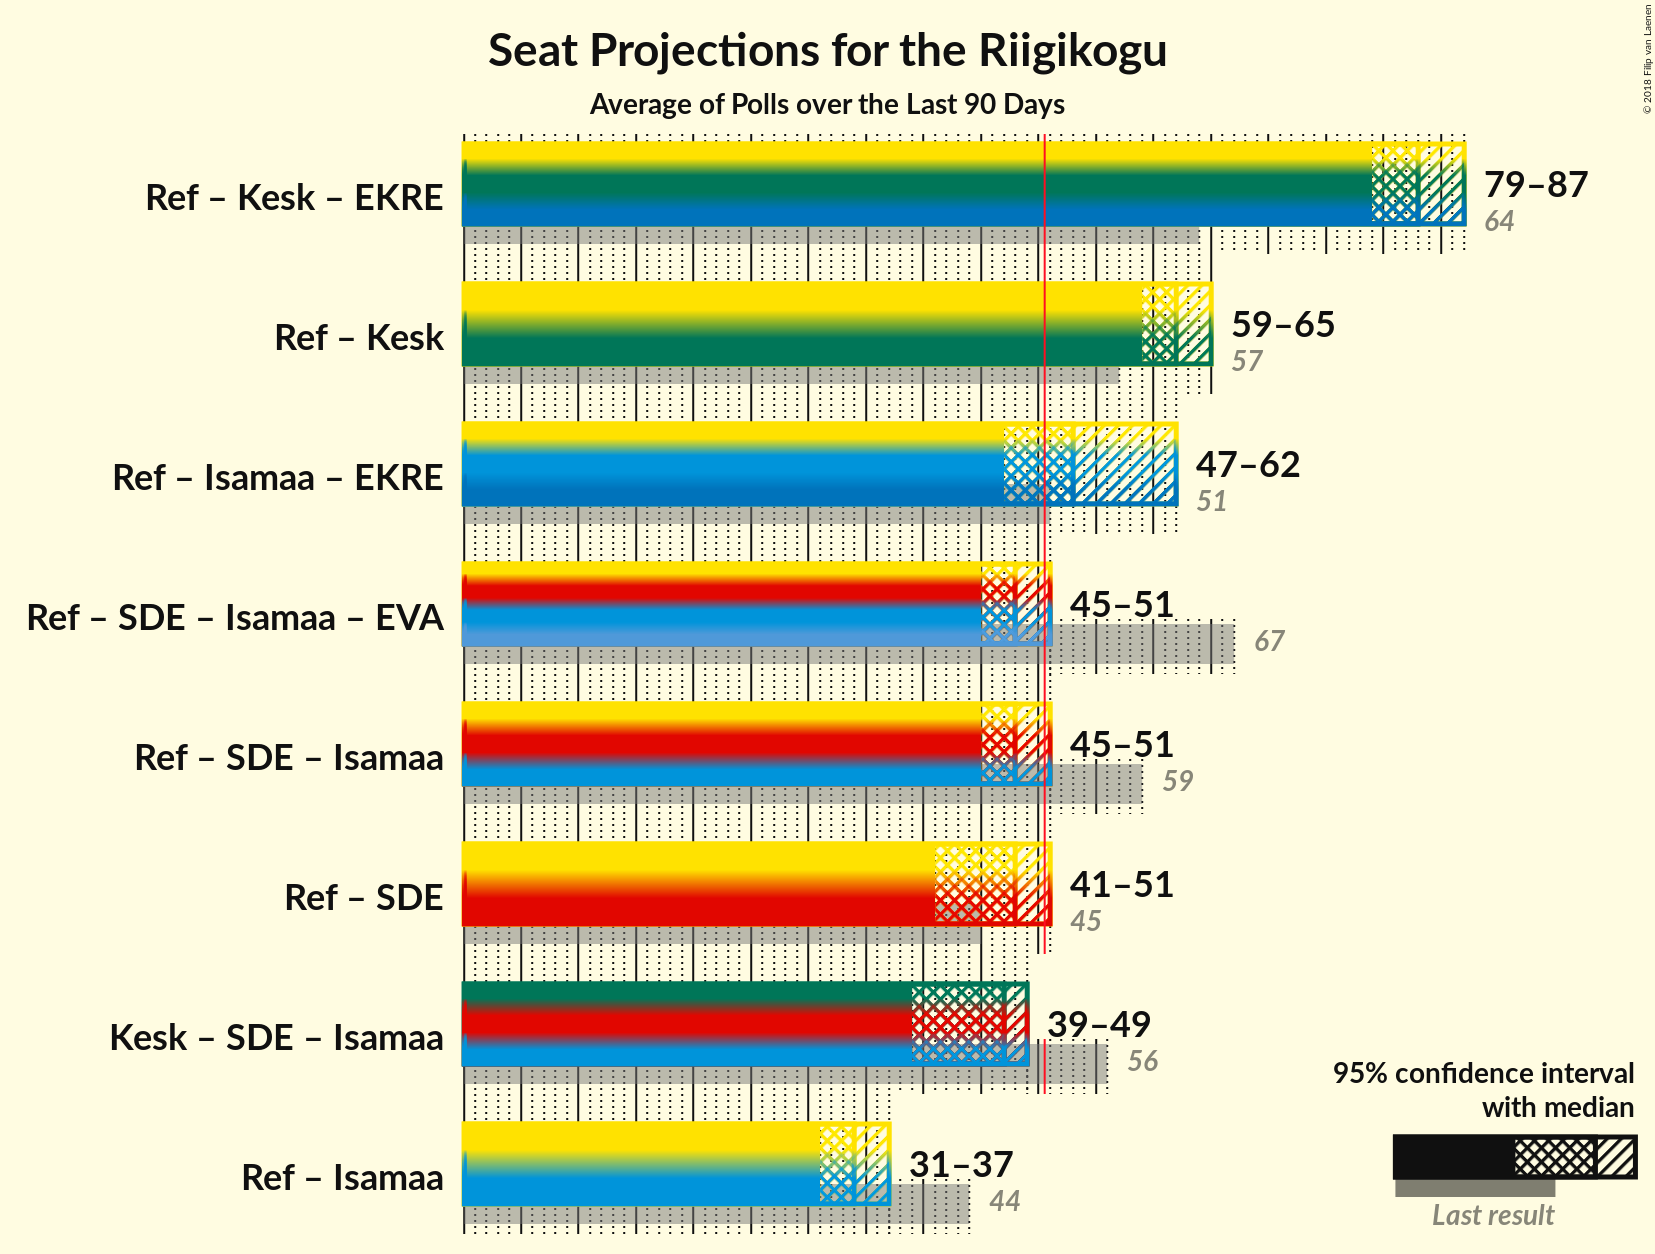 Seat Projections for the Riigikogu
Average of Polls over the Last 90 Days
© 2018 Filip van Laenen
Ref – Kesk – EKRE
79–87
64
Ref – Kesk
59–65
57
Ref – Isamaa – EKRE
47–62
51
Ref – SDE – Isamaa – EVA
45–51
67
Ref – SDE – Isamaa
45–51
59
Ref – SDE
41–51
45
Kesk – SDE – Isamaa
39–49
56
Ref – Isamaa
31–37
44
95% confidence interval
with median
Last result